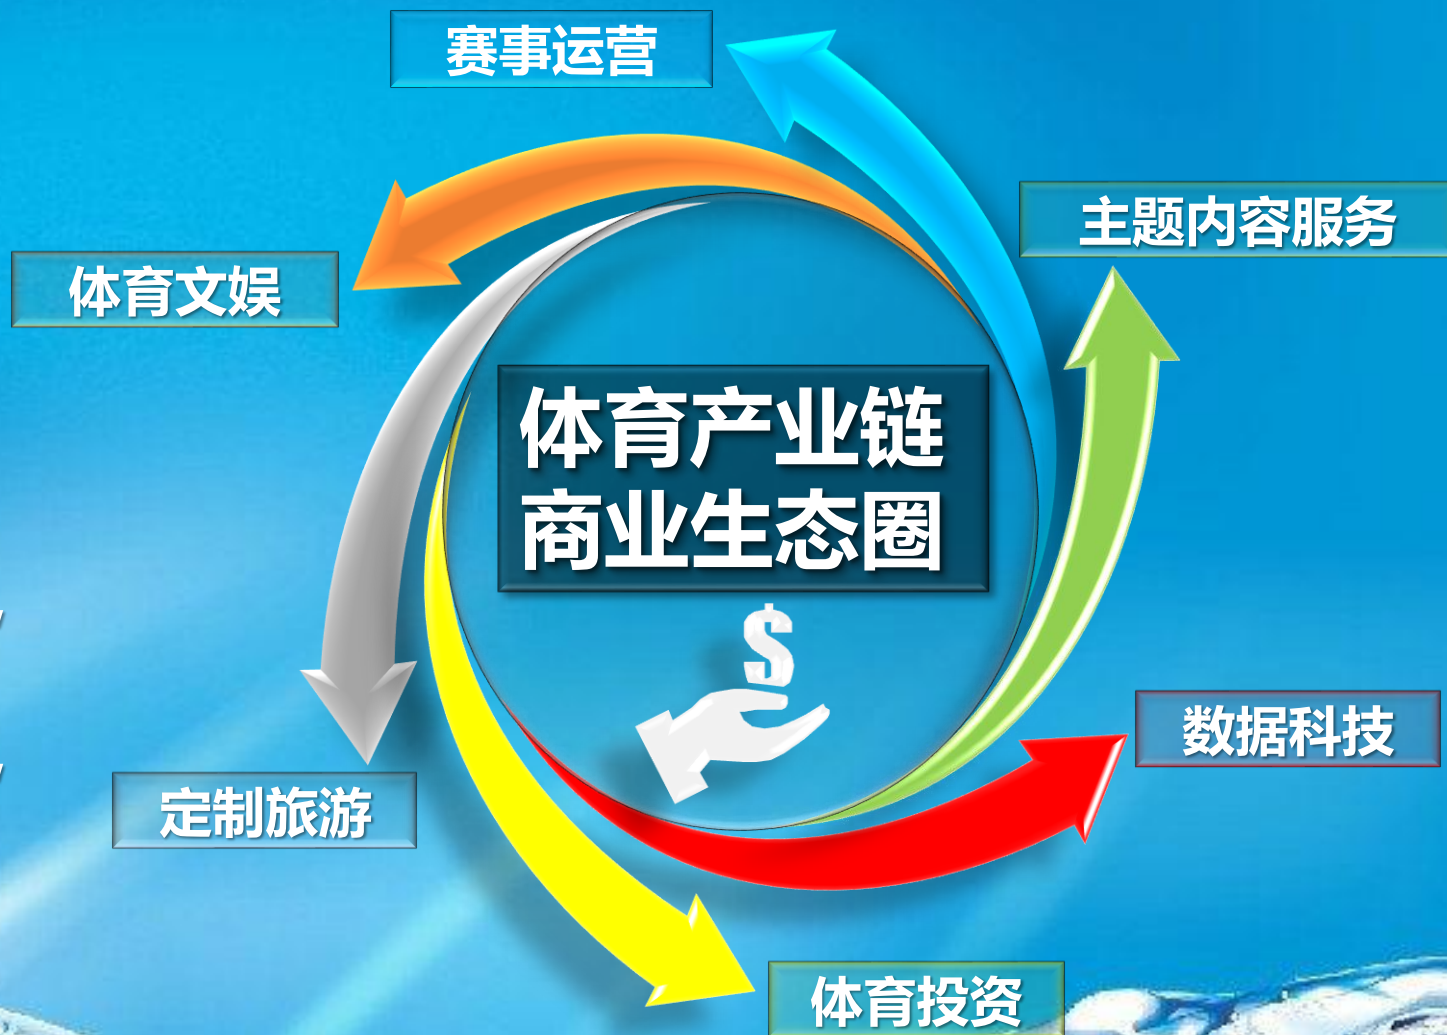 赛事运营
主题内容服务
体育文娱
体育产业链
商业生态圈
$
数据科技
定制旅游
体育投资